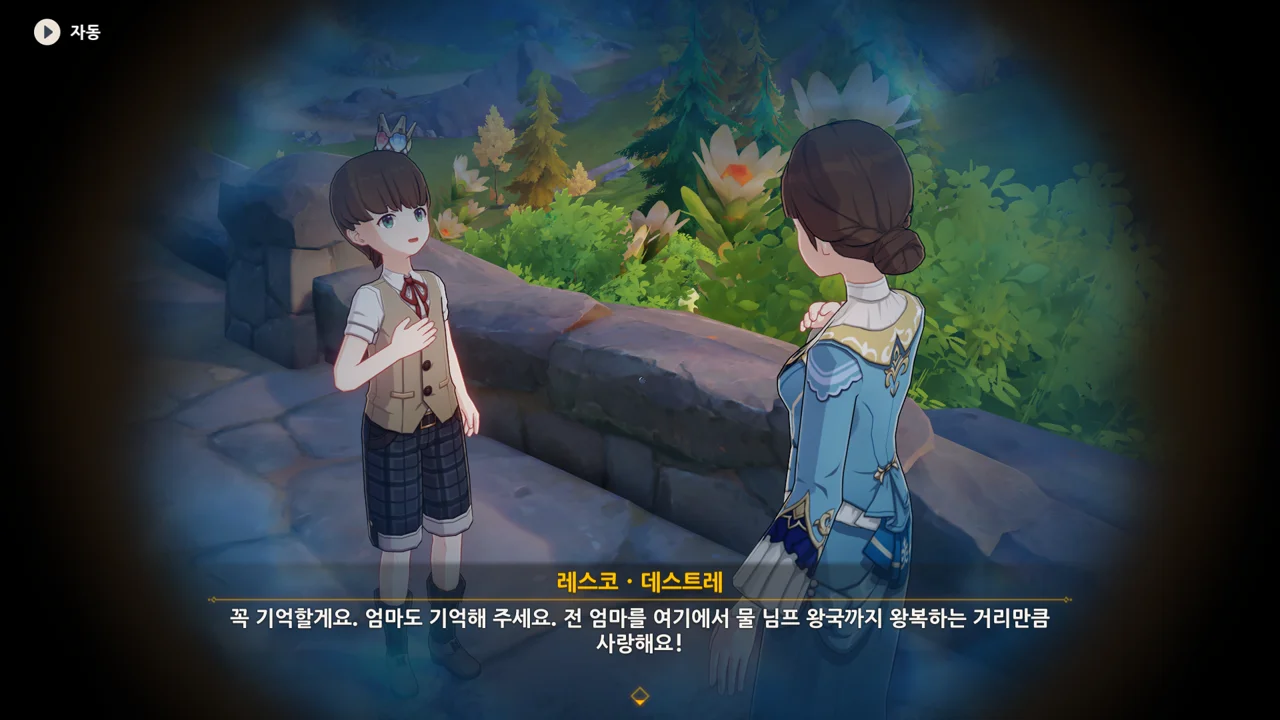 자동
레스코 · 데스트레
꼭 기억할게요. 엄마도 기억해 주세요. 전 엄마를 여기에서 물 님프 왕국까지 왕복하는 거리만큼
사랑해요!